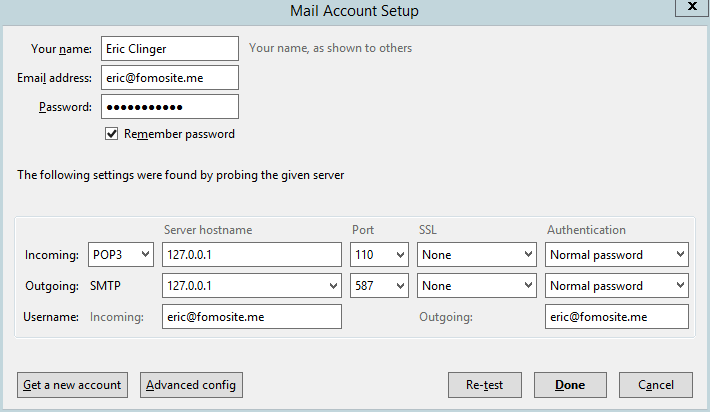 Mail Account Setup
x
Your name: Eric Clinger Your name, as shown to others
Email address: eric@fomosite.me
Password: ●●●●●●●●●●●
Remember password
The following settings were found by probing the given server
Server hostname Port SSL Authentication
Incoming: POP3 127.0.0.1 110 None Normal password
Outgoing: SMTP 127.0.0.1 587 None Normal password
Username: Incoming: eric@fomosite.me Outgoing: eric@fomosite.me
Get a new account Advanced config Re-test Done Cancel